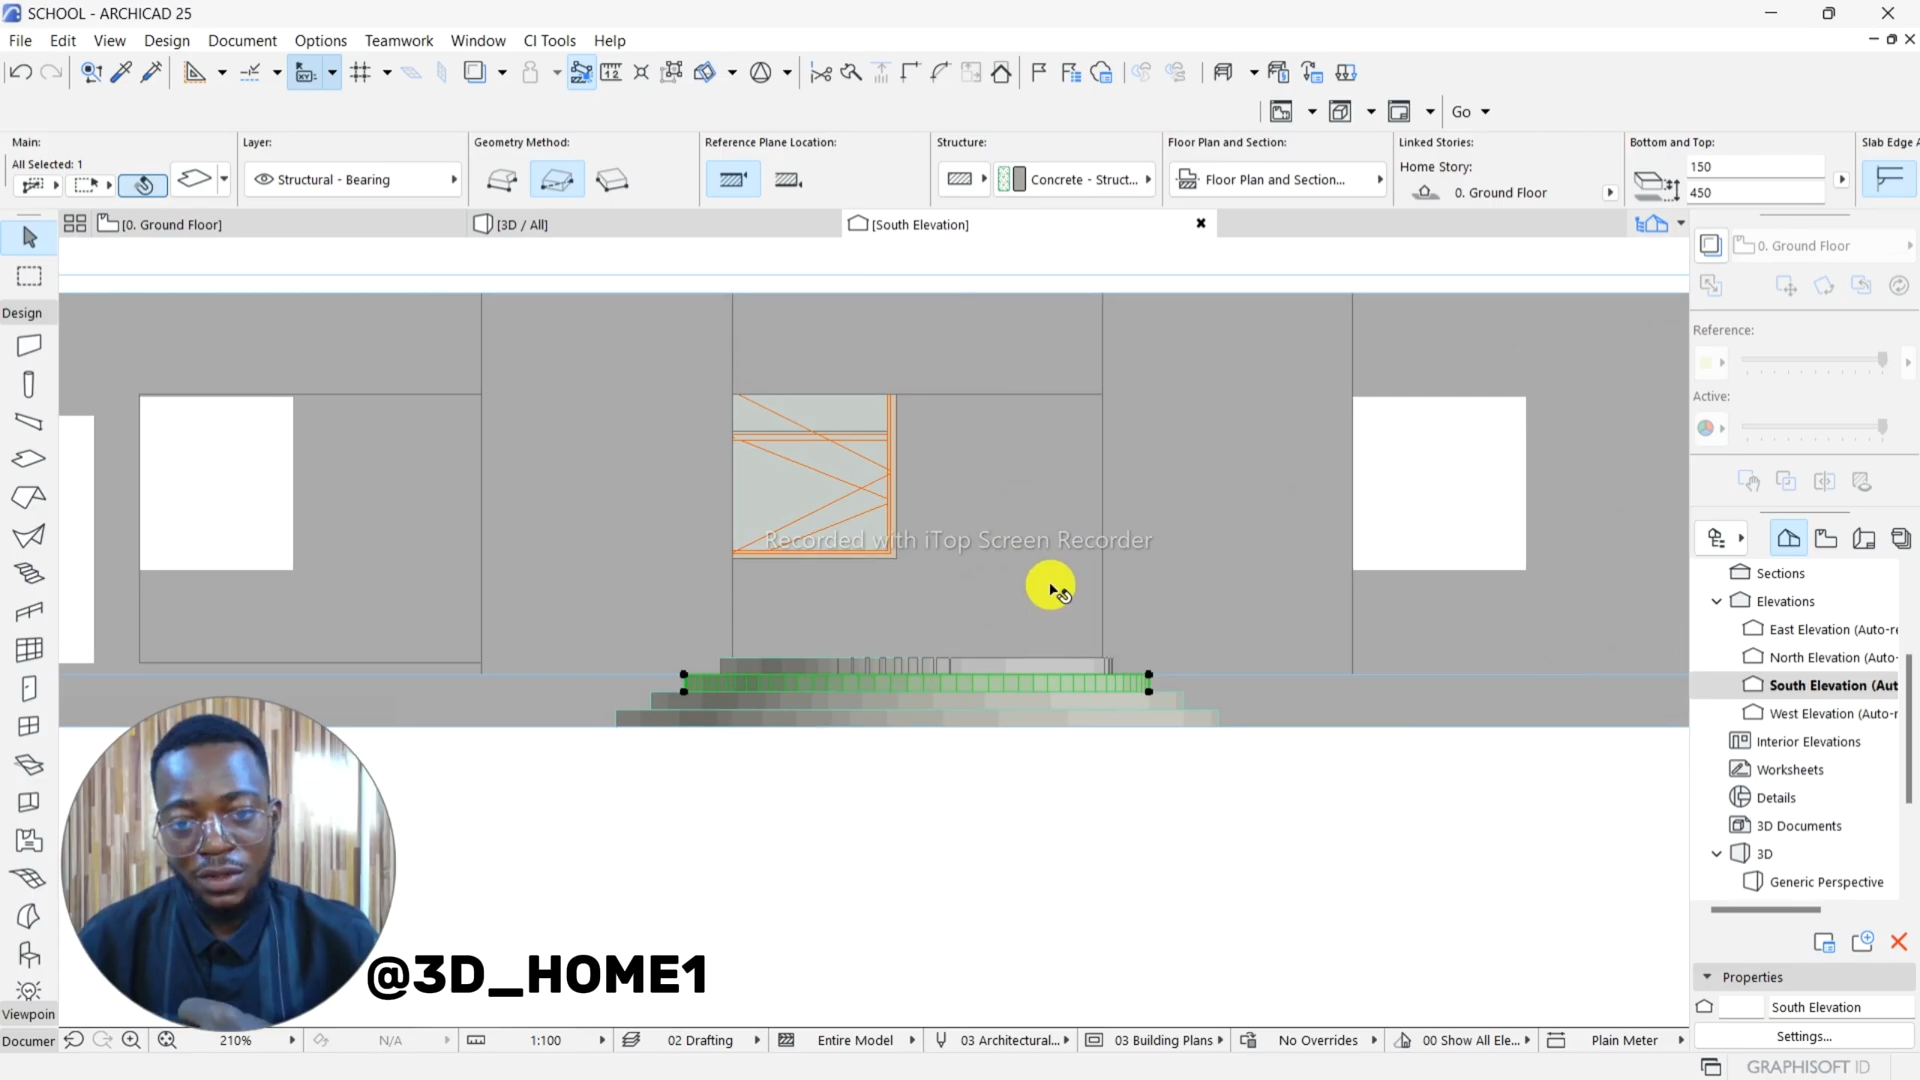 SCHOOL - ARCHICAD 25
File Edit View Design Document Options Teamwork Window CI Tools Help
Go
Main: Layer: Geometry Method: Reference Plane Location: Structure: Floor Plan and Section: Linked Stories: Bottom and Top: Slab Edge A
All Selected: 1
Structural - Bearing
Concrete - Struct...
Floor Plan and Section...
Home Story:
0. Ground Floor
150
450
[0. Ground Floor] [3D / All] [South Elevation]
0. Ground Floor
Design
Reference:
Active:
Recorded with iTop Screen Recorder
Sections
Elevations
East Elevation (Auto-re
North Elevation (Auto-
South Elevation (Aut
West Elevation (Auto-r
Interior Elevations
Worksheets
Details
3D Documents
3D
Generic Perspective
@3D_HOME1
Properties
South Elevation
Settings...
Viewpoin
Documer
210% N/A 1:100 02 Drafting Entire Model 03 Architectural... 03 Building Plans No Overrides 00 Show All Ele... Plain Meter
GRAPHISOFT ID